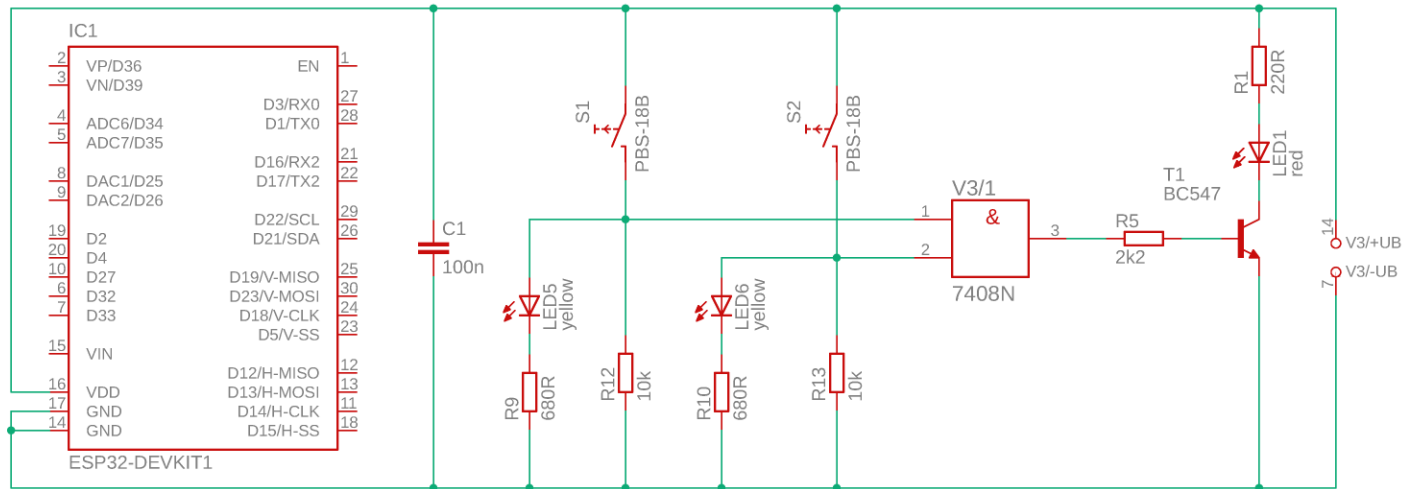 IC1
2 VP/D36 EN 1
3 VN/D39
D3/RX0 27
4 ADC6/D34 D1/TX0 28
5 ADC7/D35
D16/RX2 21
8 DAC1/D25 D17/TX2 22
9 DAC2/D26
D22/SCL 29
19 D2 D21/SDA 26
20 D4
10 D27 D19/V-MISO 25
6 D32 D23/V-MOSI 30
7 D33 D18/V-CLK 24
D5/V-SS 23
15 VIN
D12/H-MISO 12
16 VDD D13/H-MOSI 13
17 GND D14/H-CLK 11
14 GND D15/H-SS 18
ESP32-DEVKIT1
C1
100n
S1
PBS-18B
LED5
yellow
R9
680R
R12
10k
S2
PBS-18B
LED6
yellow
R10
680R
R13
10k
V3/1
&
1
2
3
7408N
R5
2k2
T1
BC547
R1
220R
LED1
red
14
V3/+UB
V3/-UB
7